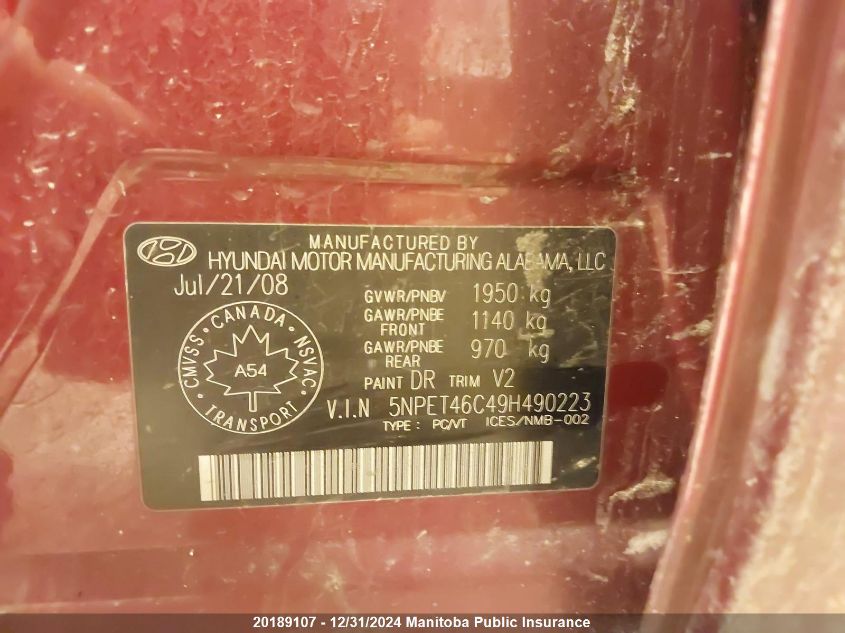 MANUFACTURED BY
HYUNDAI MOTOR MANUFACTURING ALABAMA, LLC
Jul/21/08
GVWR/PNBV 1950 kg
GAWR/PNBE FRONT 1140 kg
GAWR/PNBE REAR 970 kg
PAINT DR TRIM V2
V.I.N 5NPET46C49H490223
TYPE : PC/VT ICES/NMB-002
CANADA
CMVSS • NSVAC
A54
TRANSPORT
20189107 - 12/31/2024 Manitoba Public Insurance